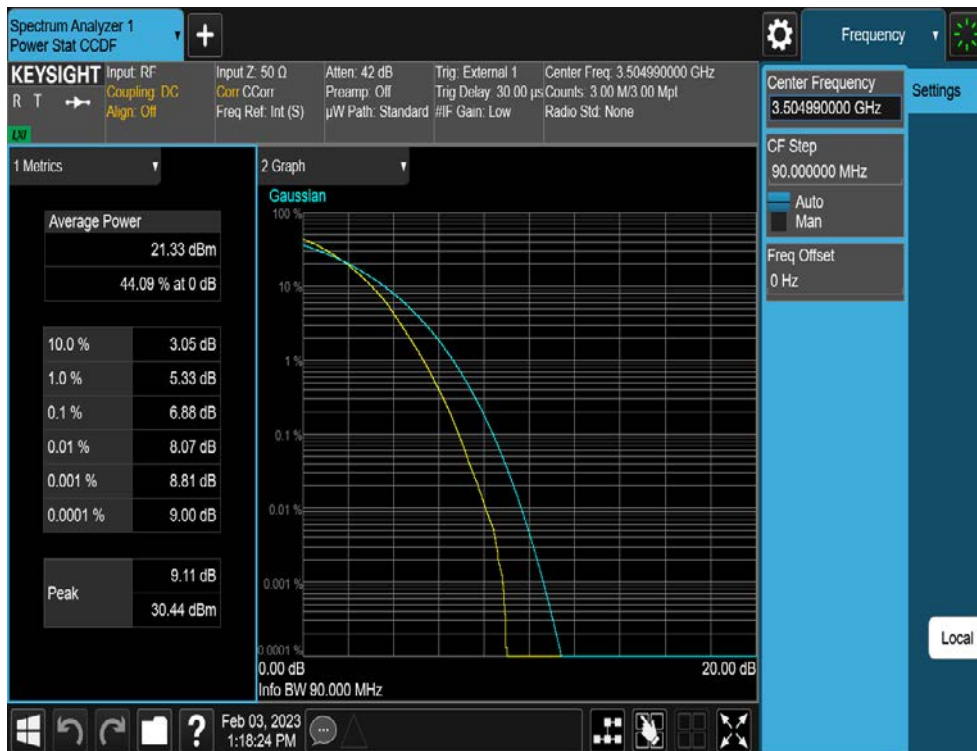 Spectrum Analyzer 1
Power Stat CCDF
Frequency
KEYSIGHT
R T
LXI
Input: RF
Coupling: DC
Align: Off
Input Z: 50 Ω
Corr CCorr
Freq Ref: Int (S)
Atten: 42 dB
Preamp: Off
µW Path: Standard
Trig: External 1
Trig Delay: 30.00 µs
#IF Gain: Low
Center Freq: 3.504990000 GHz
Counts: 3.00 M/3.00 Mpt
Radio Std: None
Center Frequency
3.504990000 GHz
Settings
CF Step
90.000000 MHz
Auto
Man
Freq Offset
0 Hz
Local
1 Metrics
Average Power
21.33 dBm
44.09 % at 0 dB
10.0 % 3.05 dB
1.0 % 5.33 dB
0.1 % 6.88 dB
0.01 % 8.07 dB
0.001 % 8.81 dB
0.0001 % 9.00 dB
Peak
9.11 dB
30.44 dBm
2 Graph
Gaussian
100 %
10 %
1 %
0.1 %
0.01 %
0.001 %
0.0001 %
0.00 dB 20.00 dB
Info BW 90.000 MHz
?
Feb 03, 2023
1:18:24 PM